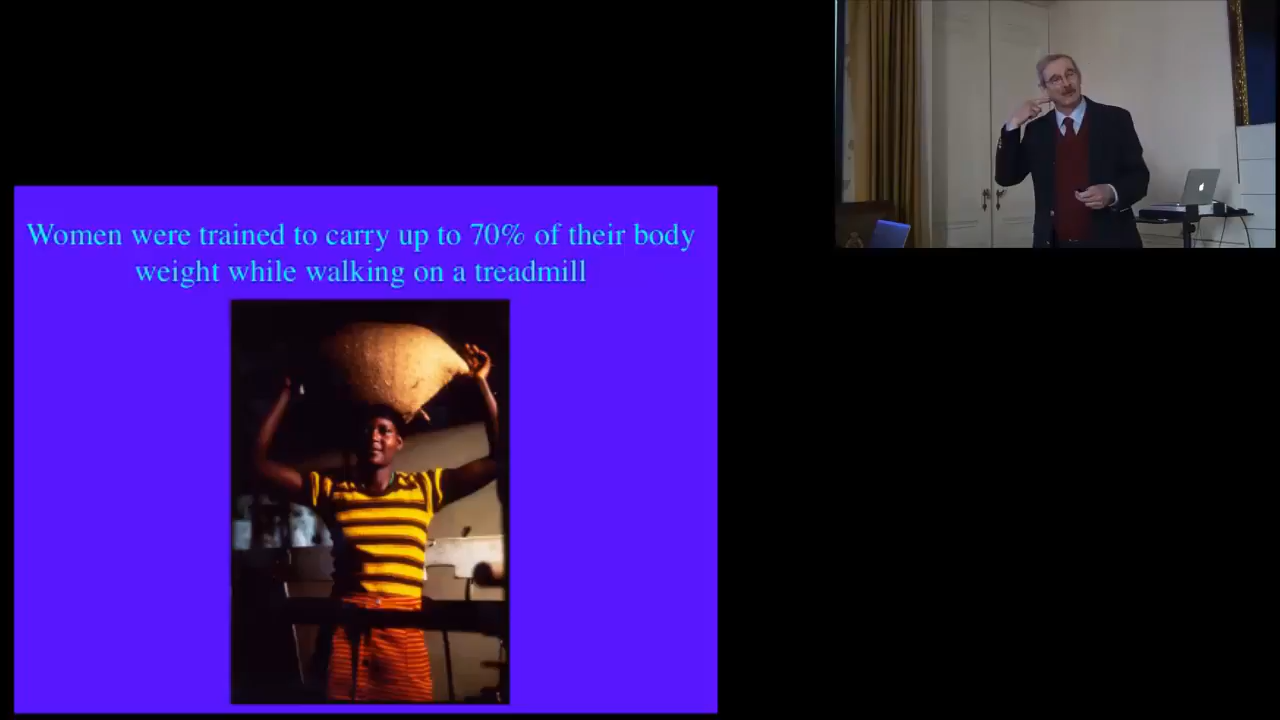 Women were trained to carry up to 70% of their body
weight while walking on a treadmill